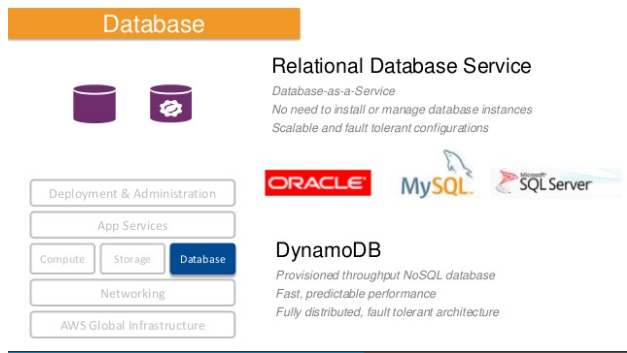 Database
Relational Database Service
Database-as-a-Service
No need to install or manage database instances
Scalable and fault tolerant configurations
ORACLE
MySQL
Microsoft
SQL Server
Deployment & Administration
App Services
Compute Storage Database
Networking
AWS Global Infrastructure
DynamoDB
Provisioned throughput NoSQL database
Fast, predictable performance
Fully distributed, fault tolerant architecture